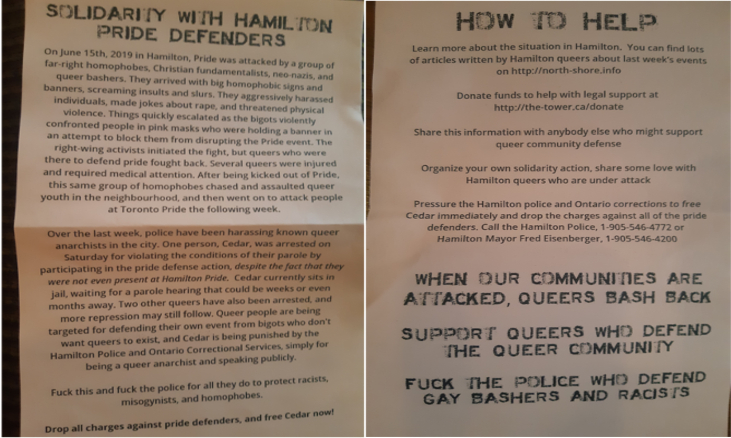 SOLIDARITY WITH HAMILTON
PRIDE DEFENDERS
On June 15th, 2019 in Hamilton, Pride was attacked by a group of
far-right homophobes, Christian fundamentalists, neo-nazis, and
queer bashers. They arrived with big homophobic signs and
banners, screaming insults and slurs. They aggressively harassed
individuals, made jokes about rape, and threatened physical
violence. Things quickly escalated as the bigots violently
confronted people in pink masks who were holding a banner in
an attempt to block them from disrupting the Pride event. The
right-wing activists initiated the fight, but queers who were
there to defend pride fought back. Several queers were injured
and required medical attention. After being kicked out of Pride,
this same group of homophobes chased and assaulted queer
youth in the neighbourhood, and then went on to attack people
at Toronto Pride the following week.
Over the last week, police have been harassing known queer
anarchists in the city. One person, Cedar, was arrested on
Saturday for violating the conditions of their parole by
participating in the pride defense action, despite the fact that they
were not even present at Hamilton Pride. Cedar currently sits in
jail, waiting for a parole hearing that could be weeks or even
months away. Two other queers have also been arrested, and
more repression may still follow. Queer people are being
targeted for defending their own event from bigots who don't
want queers to exist, and Cedar is being punished by the
Hamilton Police and Ontario Correctional Services, simply for
being a queer anarchist and speaking publicly.
Fuck this and fuck the police for all they do to protect racists,
misogynists, and homophobes.
Drop all charges against pride defenders, and free Cedar now!
HOW TO HELP
Learn more about the situation in Hamilton. You can find lots
of articles written by Hamilton queers about last week's events
on http://north-shore.info
Donate funds to help with legal support at
http://the-tower.ca/donate
Share this information with anybody else who might support
queer community defense
Organize your own solidarity action, share some love with
Hamilton queers who are under attack
Pressure the Hamilton police and Ontario corrections to free
Cedar immediately and drop the charges against all of the pride
defenders. Call the Hamilton Police, 1-905-546-4772 or
Hamilton Mayor Fred Eisenberger, 1-905-546-4200
WHEN OUR COMMUNITIES ARE
ATTACKED, QUEERS BASH BACK
SUPPORT QUEERS WHO DEFEND
THE QUEER COMMUNITY
FUCK THE POLICE WHO DEFEND
GAY BASHERS AND RACISTS